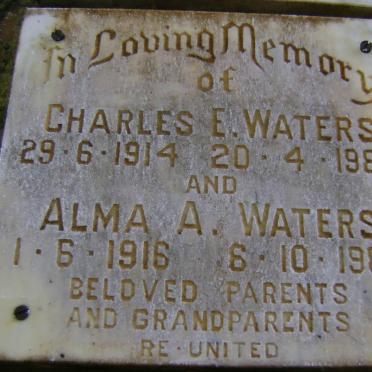 In Loving Memory
of
CHARLES E. WATERS
29·6·1914 20·4·198
AND
ALMA A. WATERS
1·6·1916 6·10·198
BELOVED PARENTS
AND GRANDPARENTS
RE-UNITED